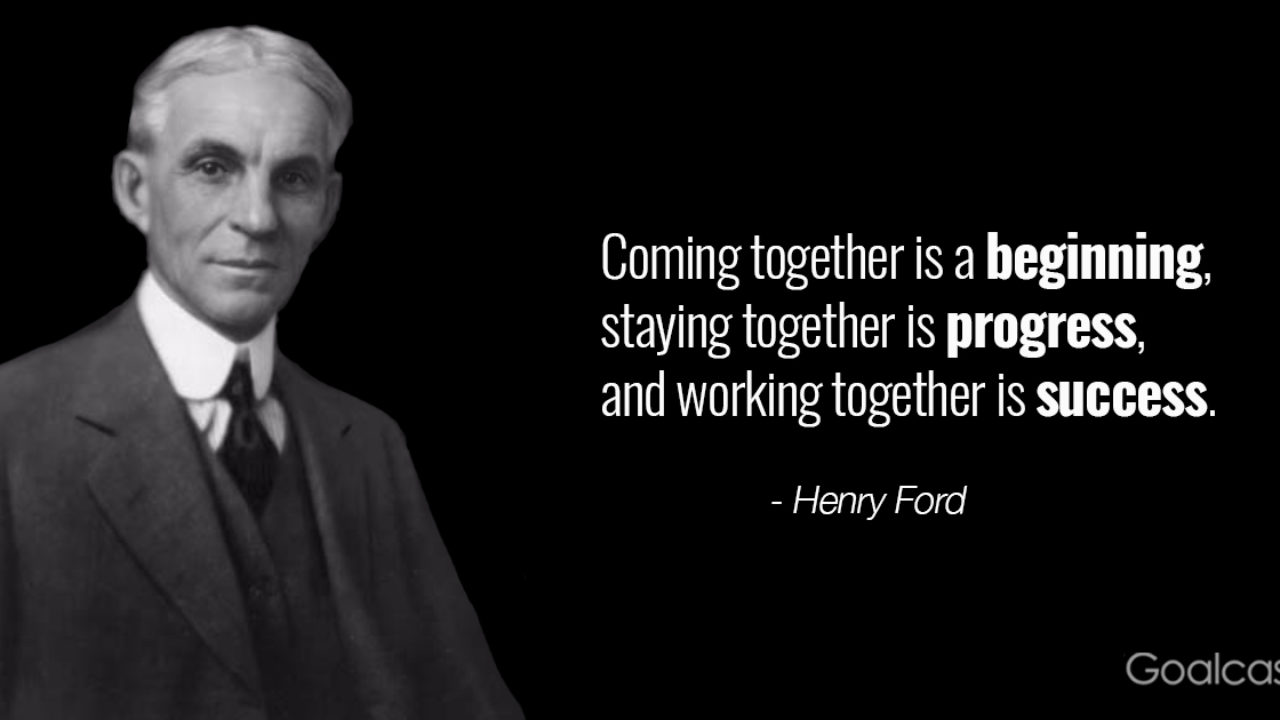 Coming together is a beginning,
staying together is progress,
and working together is success.
- Henry Ford
Goalcas